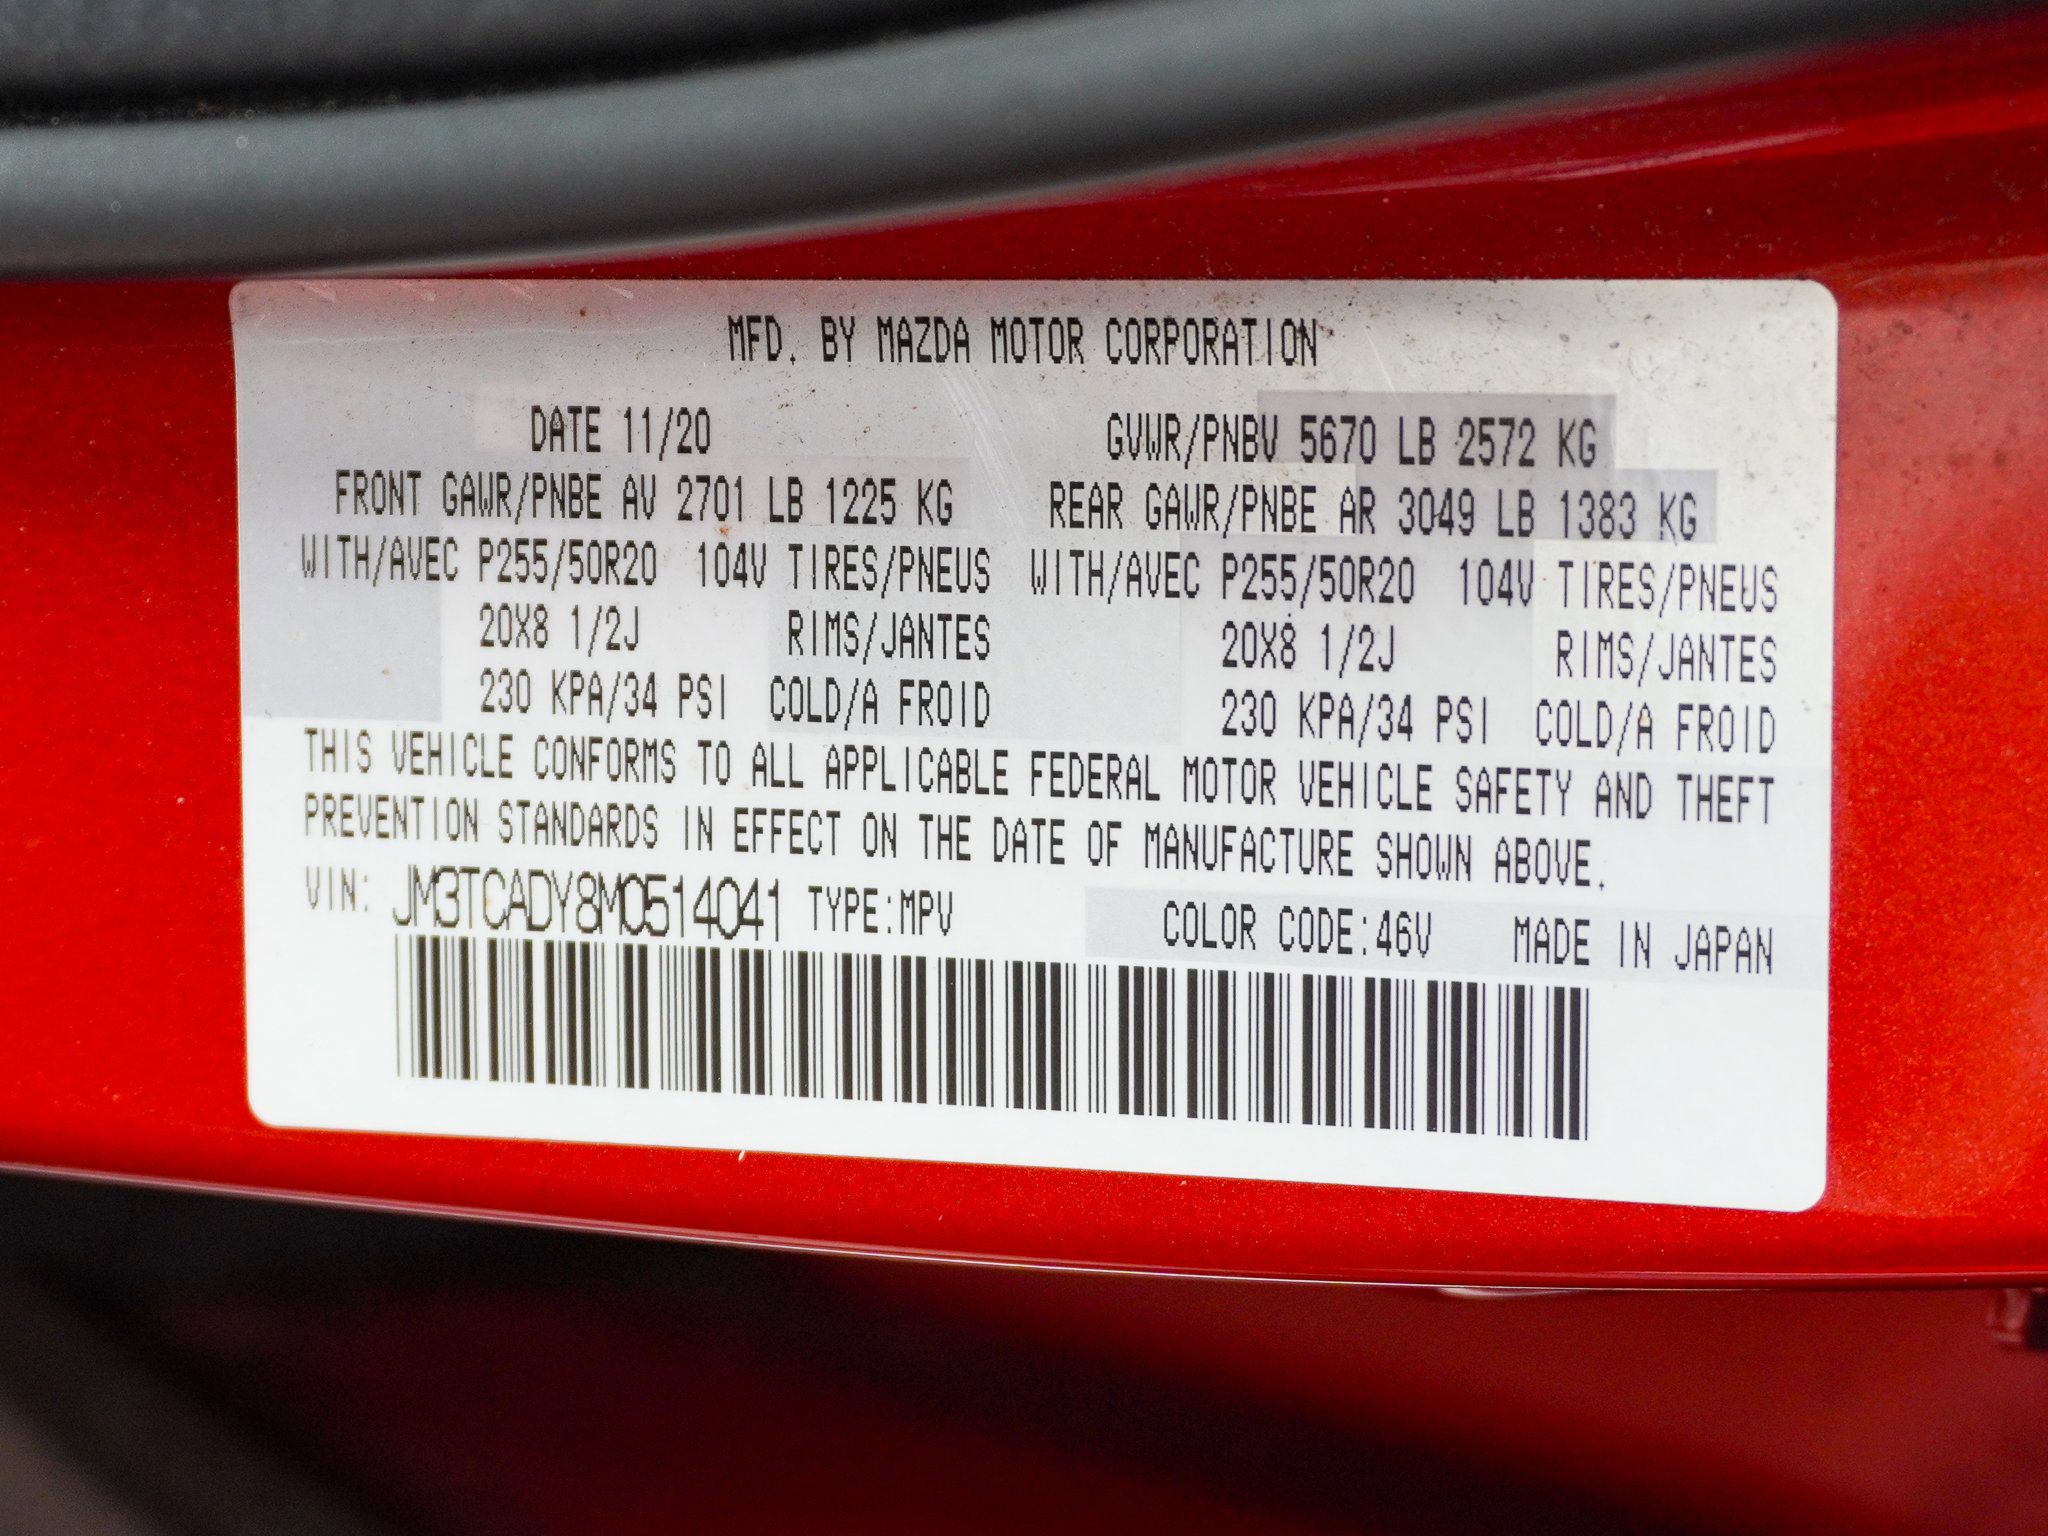 MFD. BY MAZDA MOTOR CORPORATION
DATE 11/20 GVWR/PNBV 5670 LB 2572 KG
FRONT GAWR/PNBE AV 2701 LB 1225 KG REAR GAWR/PNBE AR 3049 LB 1383 KG
WITH/AVEC P255/50R20 104V TIRES/PNEUS WITH/AVEC P255/50R20 104V TIRES/PNEUS
20X8 1/2J RIMS/JANTES 20X8 1/2J RIMS/JANTES
230 KPA/34 PSI COLD/A FROID 230 KPA/34 PSI COLD/A FROID
THIS VEHICLE CONFORMS TO ALL APPLICABLE FEDERAL MOTOR VEHICLE SAFETY AND THEFT
PREVENTION STANDARDS IN EFFECT ON THE DATE OF MANUFACTURE SHOWN ABOVE.
VIN: JM3TCADY8M0514041 TYPE:MPV COLOR CODE:46V MADE IN JAPAN